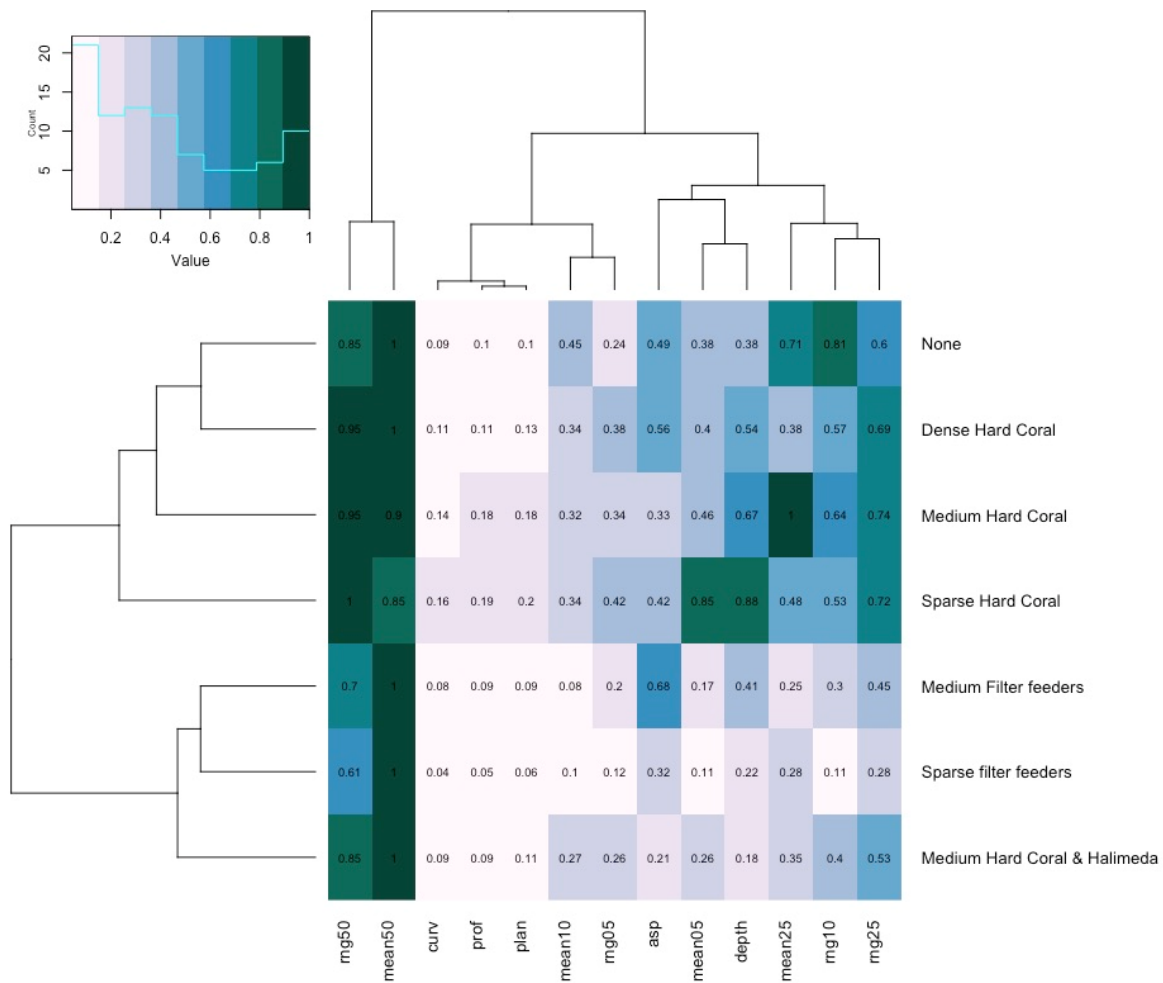 20
15
10
5
Count
0.2 0.4 0.6 0.8 1
Value
0.85 1 0.09 0.1 0.1 0.45 0.24 0.49 0.38 0.38 0.71 0.81 0.6 None
0.95 1 0.11 0.11 0.13 0.34 0.38 0.56 0.4 0.54 0.38 0.57 0.69 Dense Hard Coral
0.95 0.9 0.14 0.18 0.18 0.32 0.34 0.33 0.46 0.67 1 0.64 0.74 Medium Hard Coral
1 0.85 0.16 0.19 0.2 0.34 0.42 0.42 0.85 0.88 0.48 0.53 0.72 Sparse Hard Coral
0.7 1 0.08 0.09 0.09 0.08 0.2 0.68 0.17 0.41 0.25 0.3 0.45 Medium Filter feeders
0.61 1 0.04 0.05 0.06 0.1 0.12 0.32 0.11 0.22 0.28 0.11 0.28 Sparse filter feeders
0.85 1 0.09 0.09 0.11 0.27 0.26 0.21 0.26 0.18 0.35 0.4 0.53 Medium Hard Coral & Halimeda
rng50 mean50 curv prof plan mean10 rng05 asp mean05 depth mean25 rng10 rng25